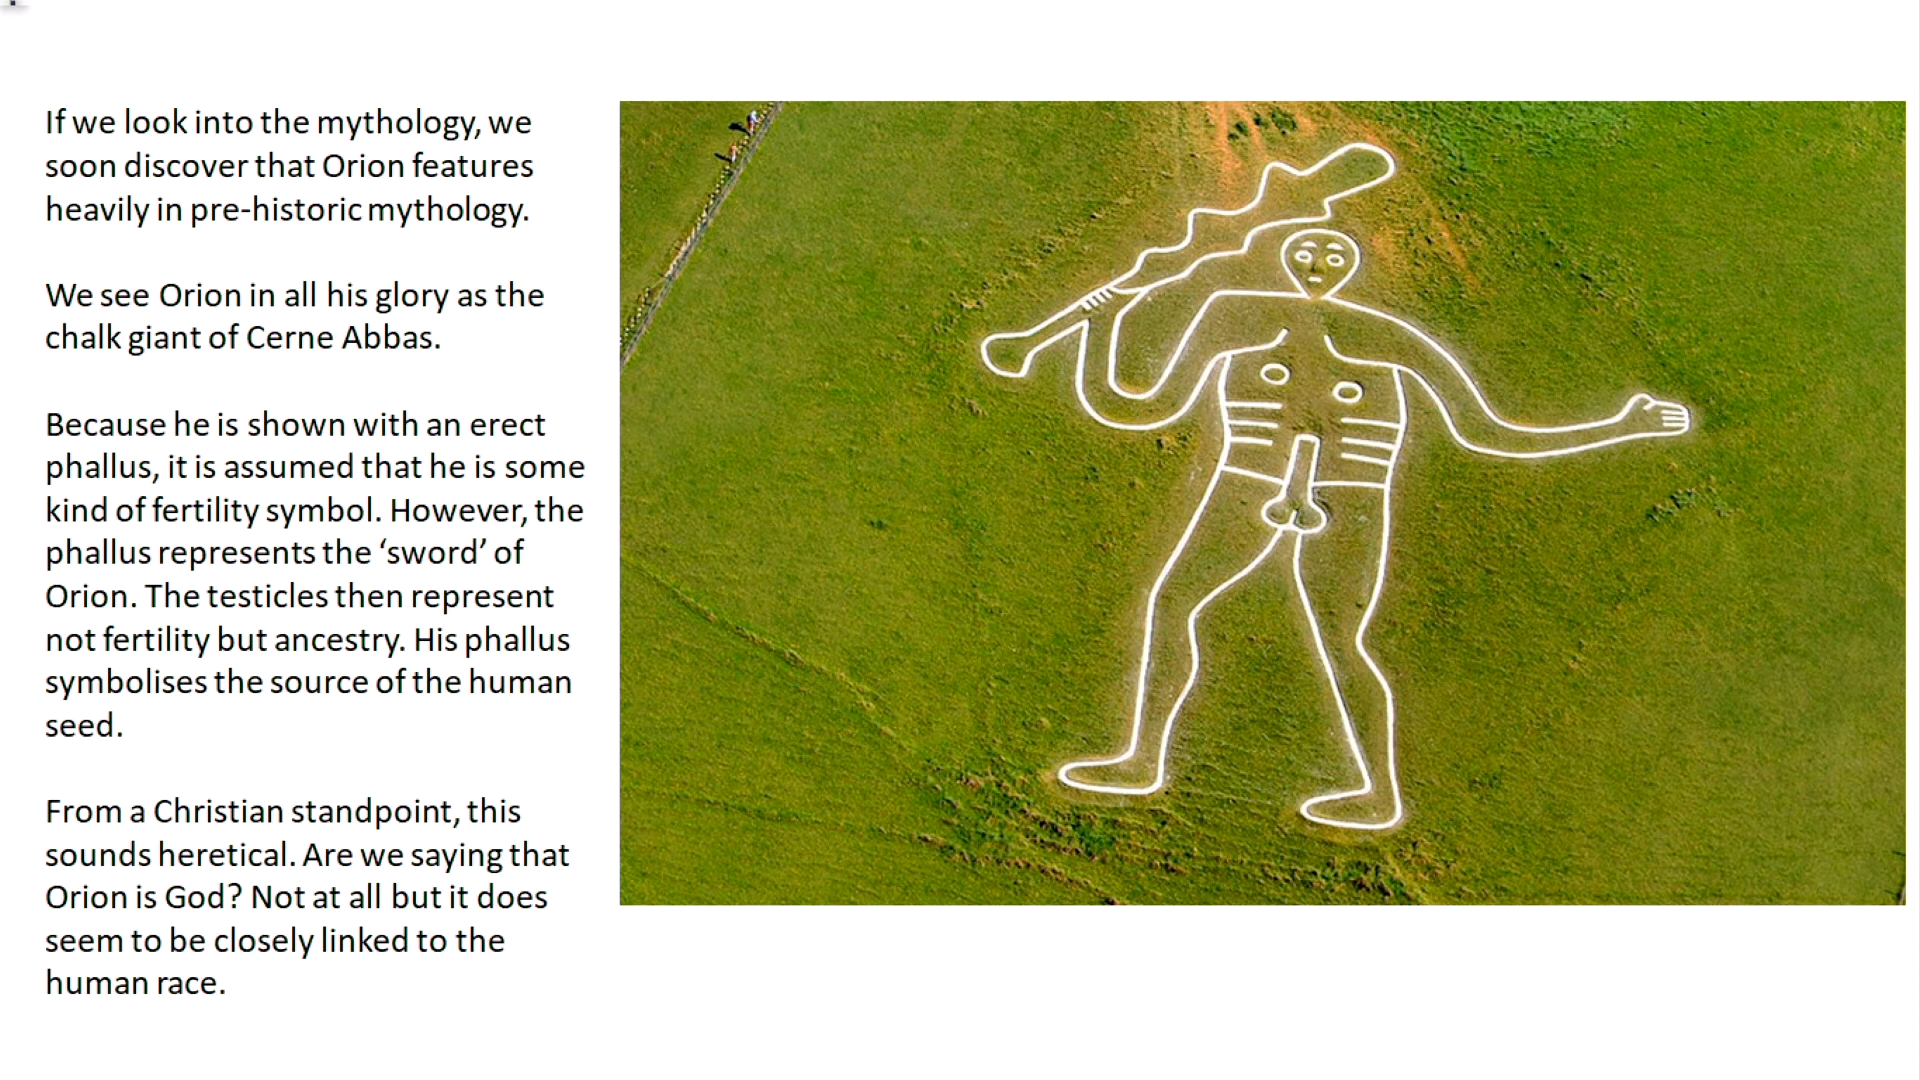 If we look into the mythology, we
soon discover that Orion features
heavily in pre-historic mythology.
We see Orion in all his glory as the
chalk giant of Cerne Abbas.
Because he is shown with an erect
phallus, it is assumed that he is some
kind of fertility symbol. However, the
phallus represents the ‘sword’ of
Orion. The testicles then represent
not fertility but ancestry. His phallus
symbolises the source of the human
seed.
From a Christian standpoint, this
sounds heretical. Are we saying that
Orion is God? Not at all but it does
seem to be closely linked to the
human race.